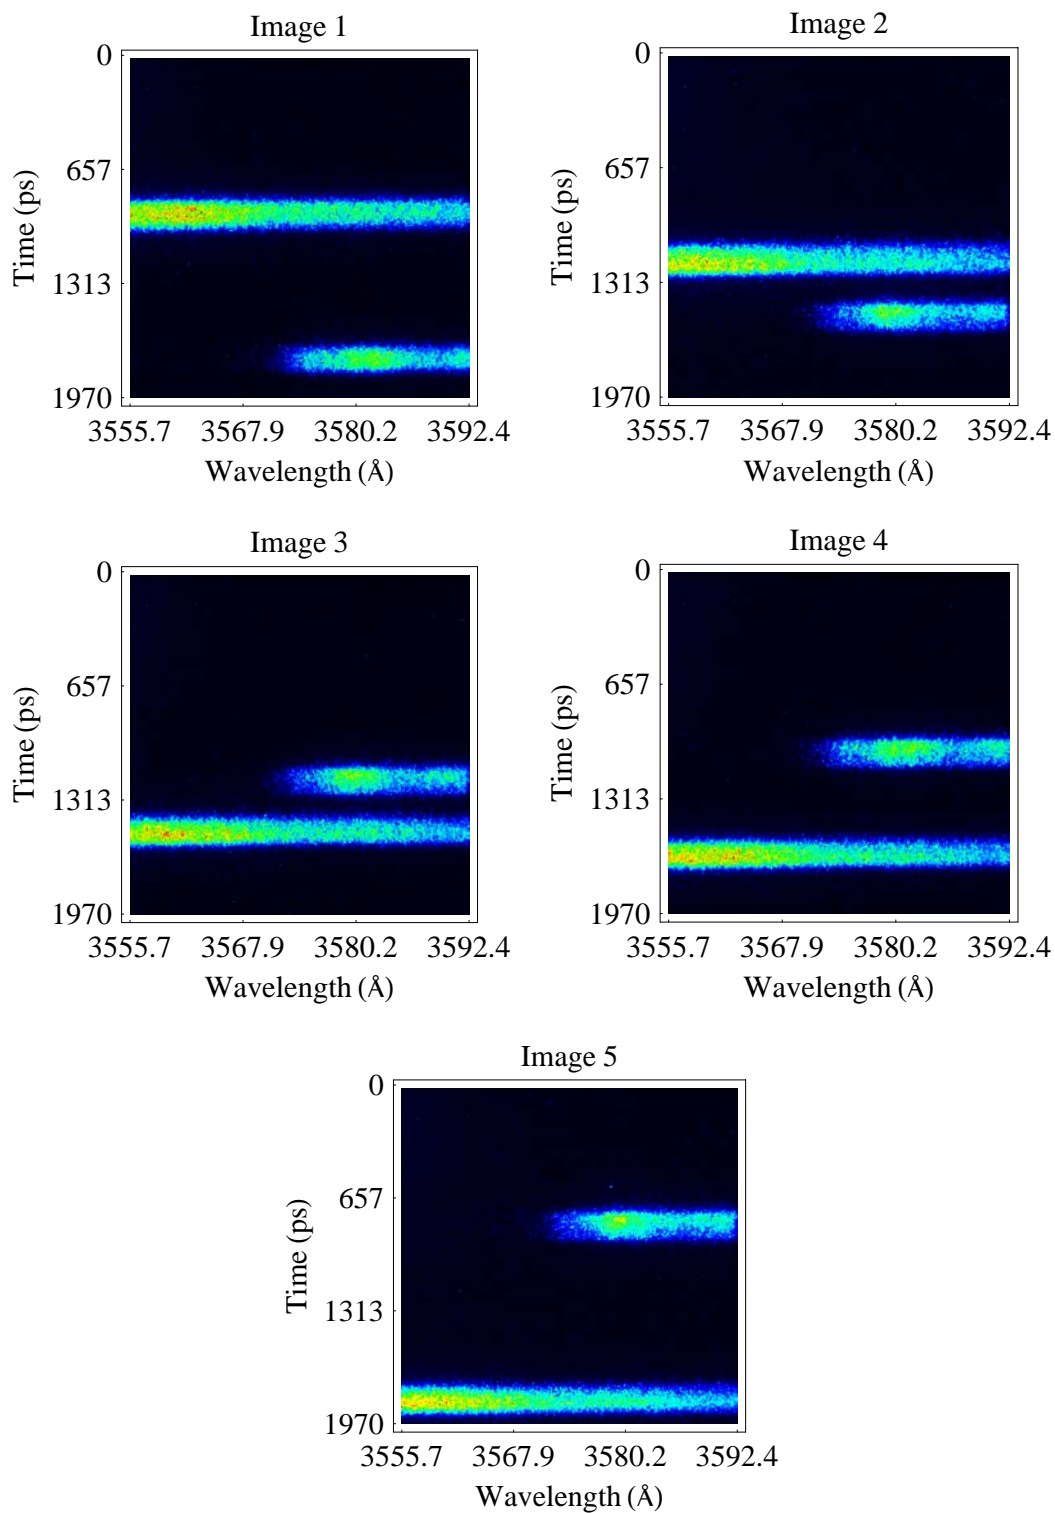 Image 1
0
657
1313
1970
Time (ps)
3555.7 3567.9 3580.2 3592.4
Wavelength (Å)
Image 2
0
657
1313
1970
Time (ps)
3555.7 3567.9 3580.2 3592.4
Wavelength (Å)
Image 3
0
657
1313
1970
Time (ps)
3555.7 3567.9 3580.2 3592.4
Wavelength (Å)
Image 4
0
657
1313
1970
Time (ps)
3555.7 3567.9 3580.2 3592.4
Wavelength (Å)
Image 5
0
657
1313
1970
Time (ps)
3555.7 3567.9 3580.2 3592.4
Wavelength (Å)